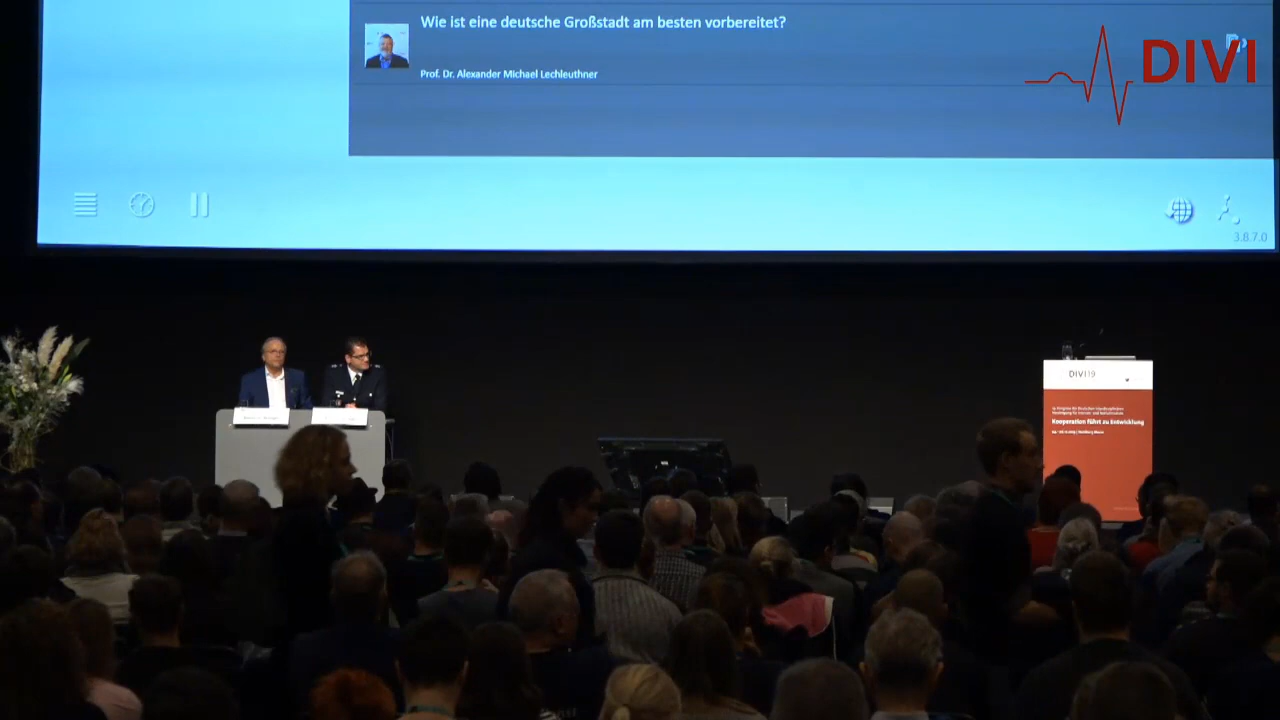 Wie ist eine deutsche Großstadt am besten vorbereitet?
Prof. Dr. Alexander Michael Lechleuthner
DIVI
3.8.7.0
DIVI19
Kooperation führt zu Entwicklung